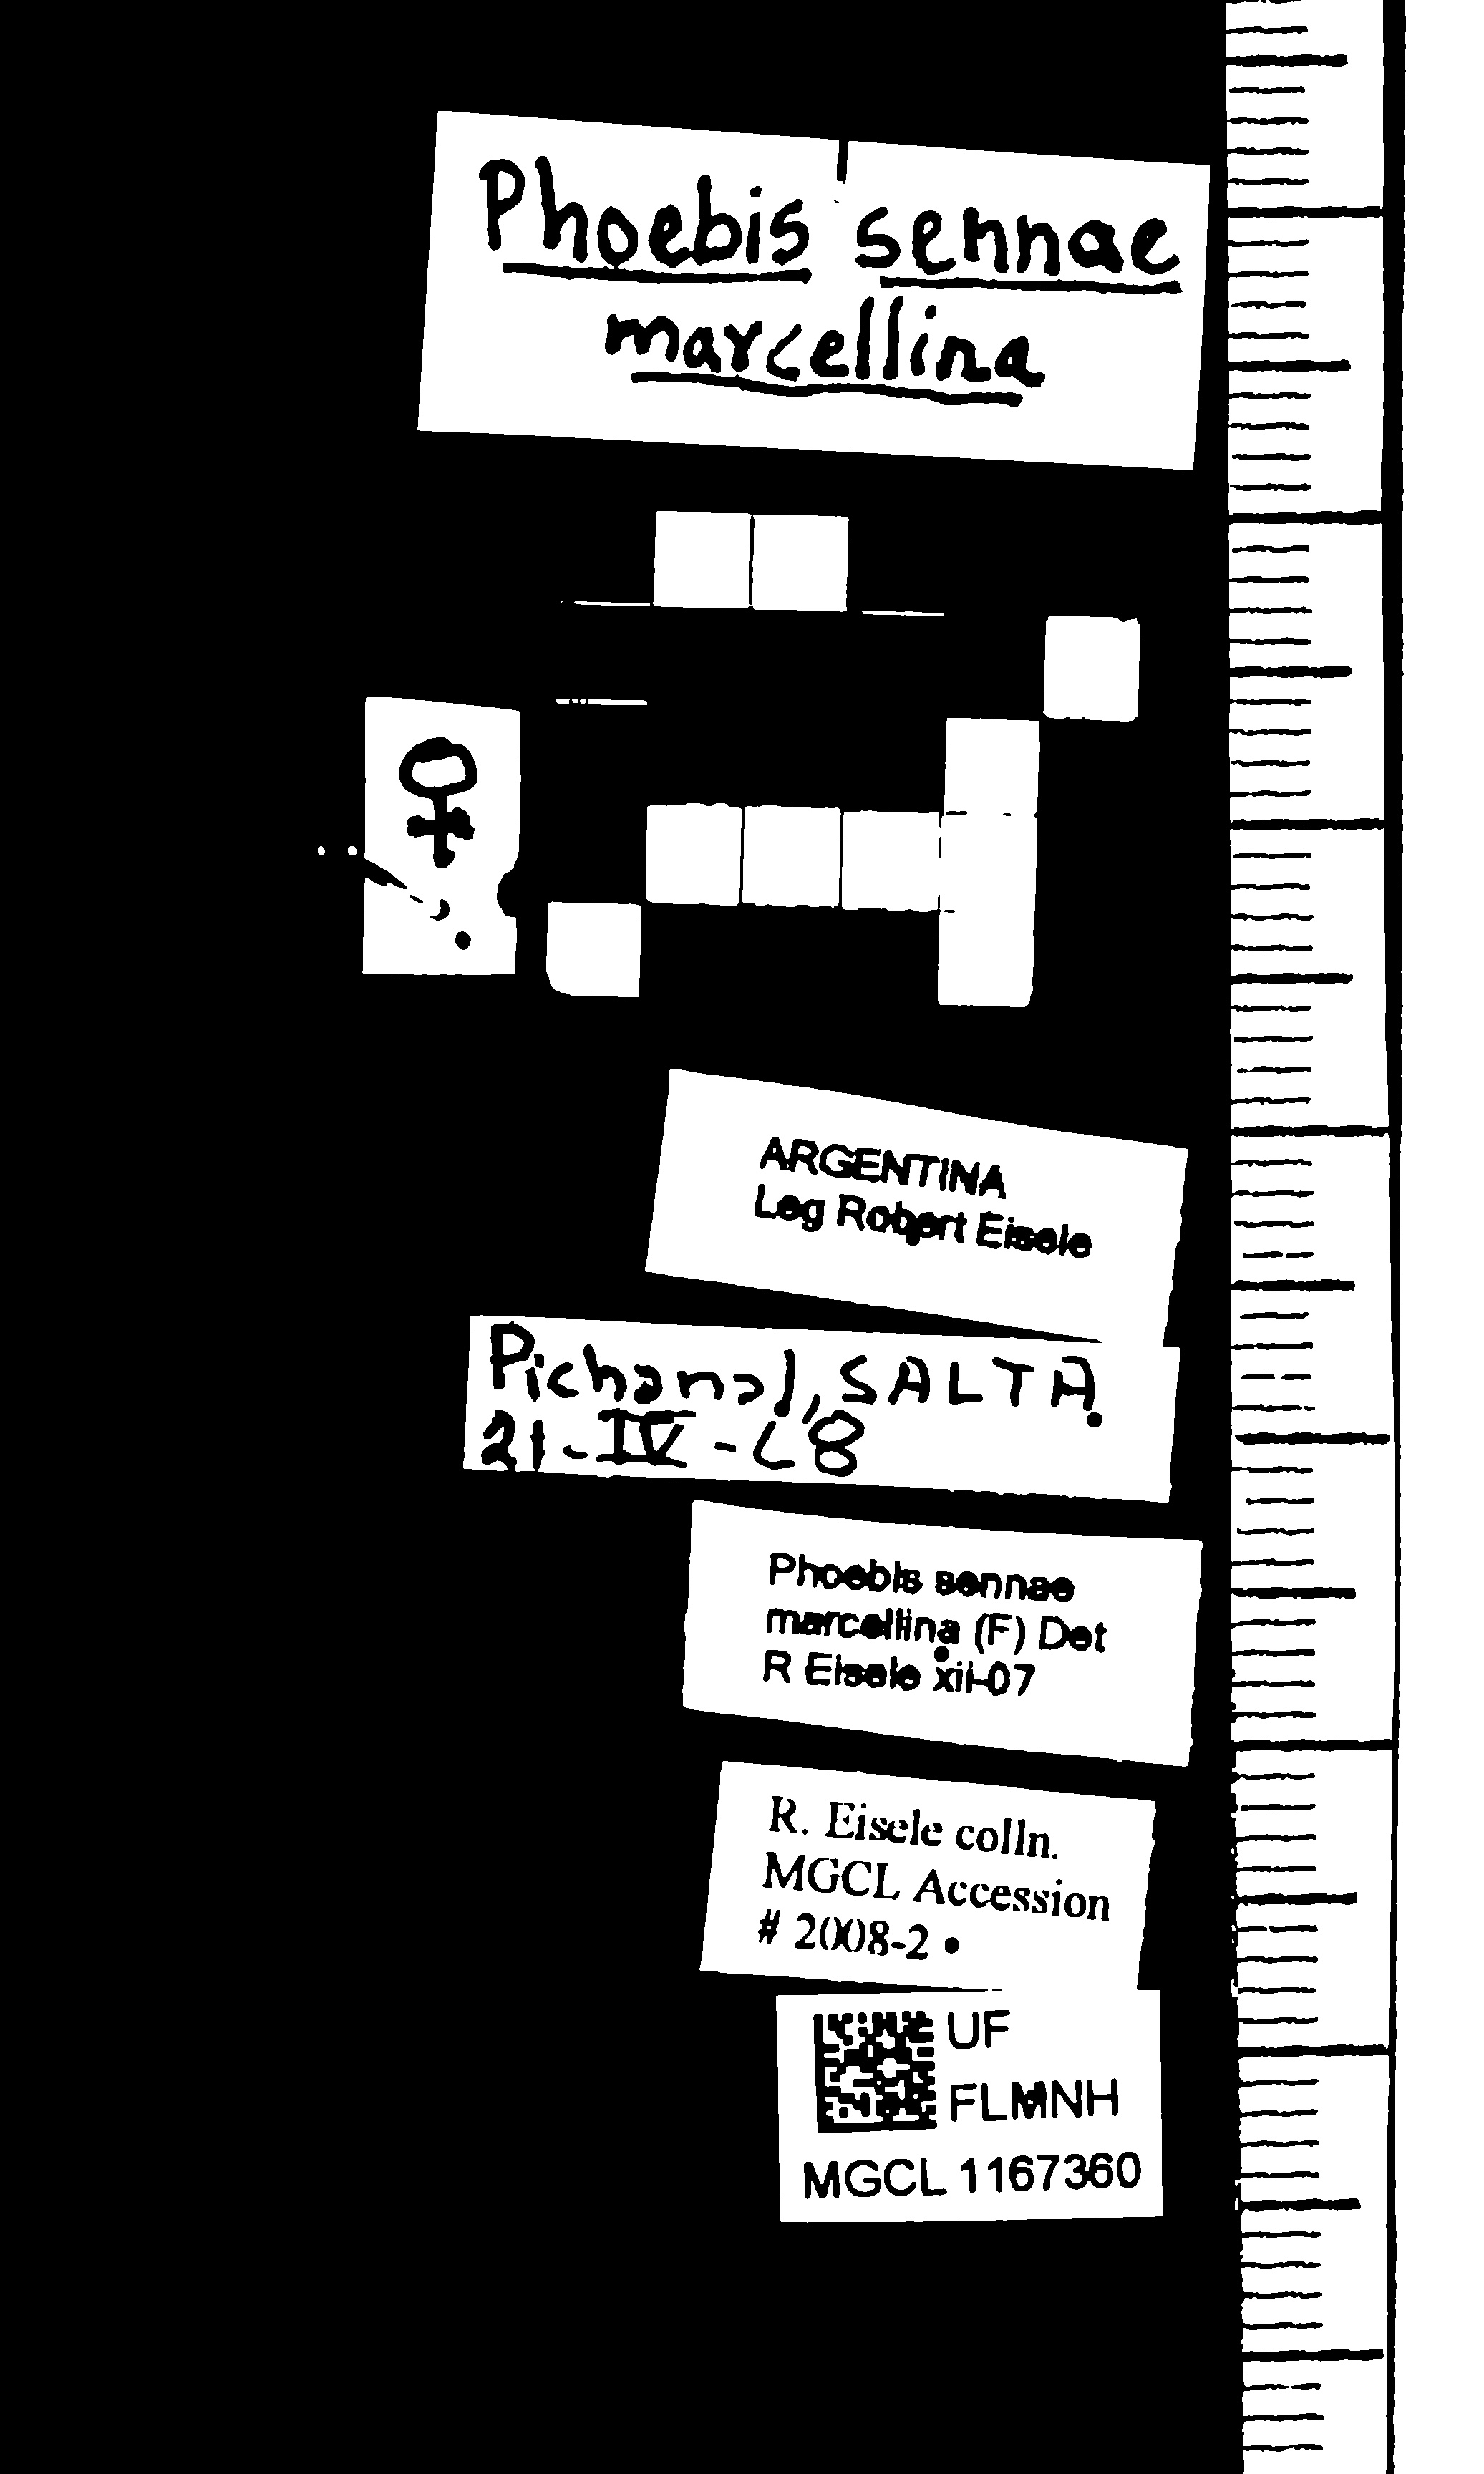 Phoebis sennae
marcellina
♀
ARGENTINA
Leg Robert Eisele
Pichanal, SALTA.
21-IV-68
Phoebis sennae
marcellina (F) Det
R Eisele xii-07
R. Eisele colln.
MGCL Accession
# 2008-2
UF
FLMNH
MGCL 1167360